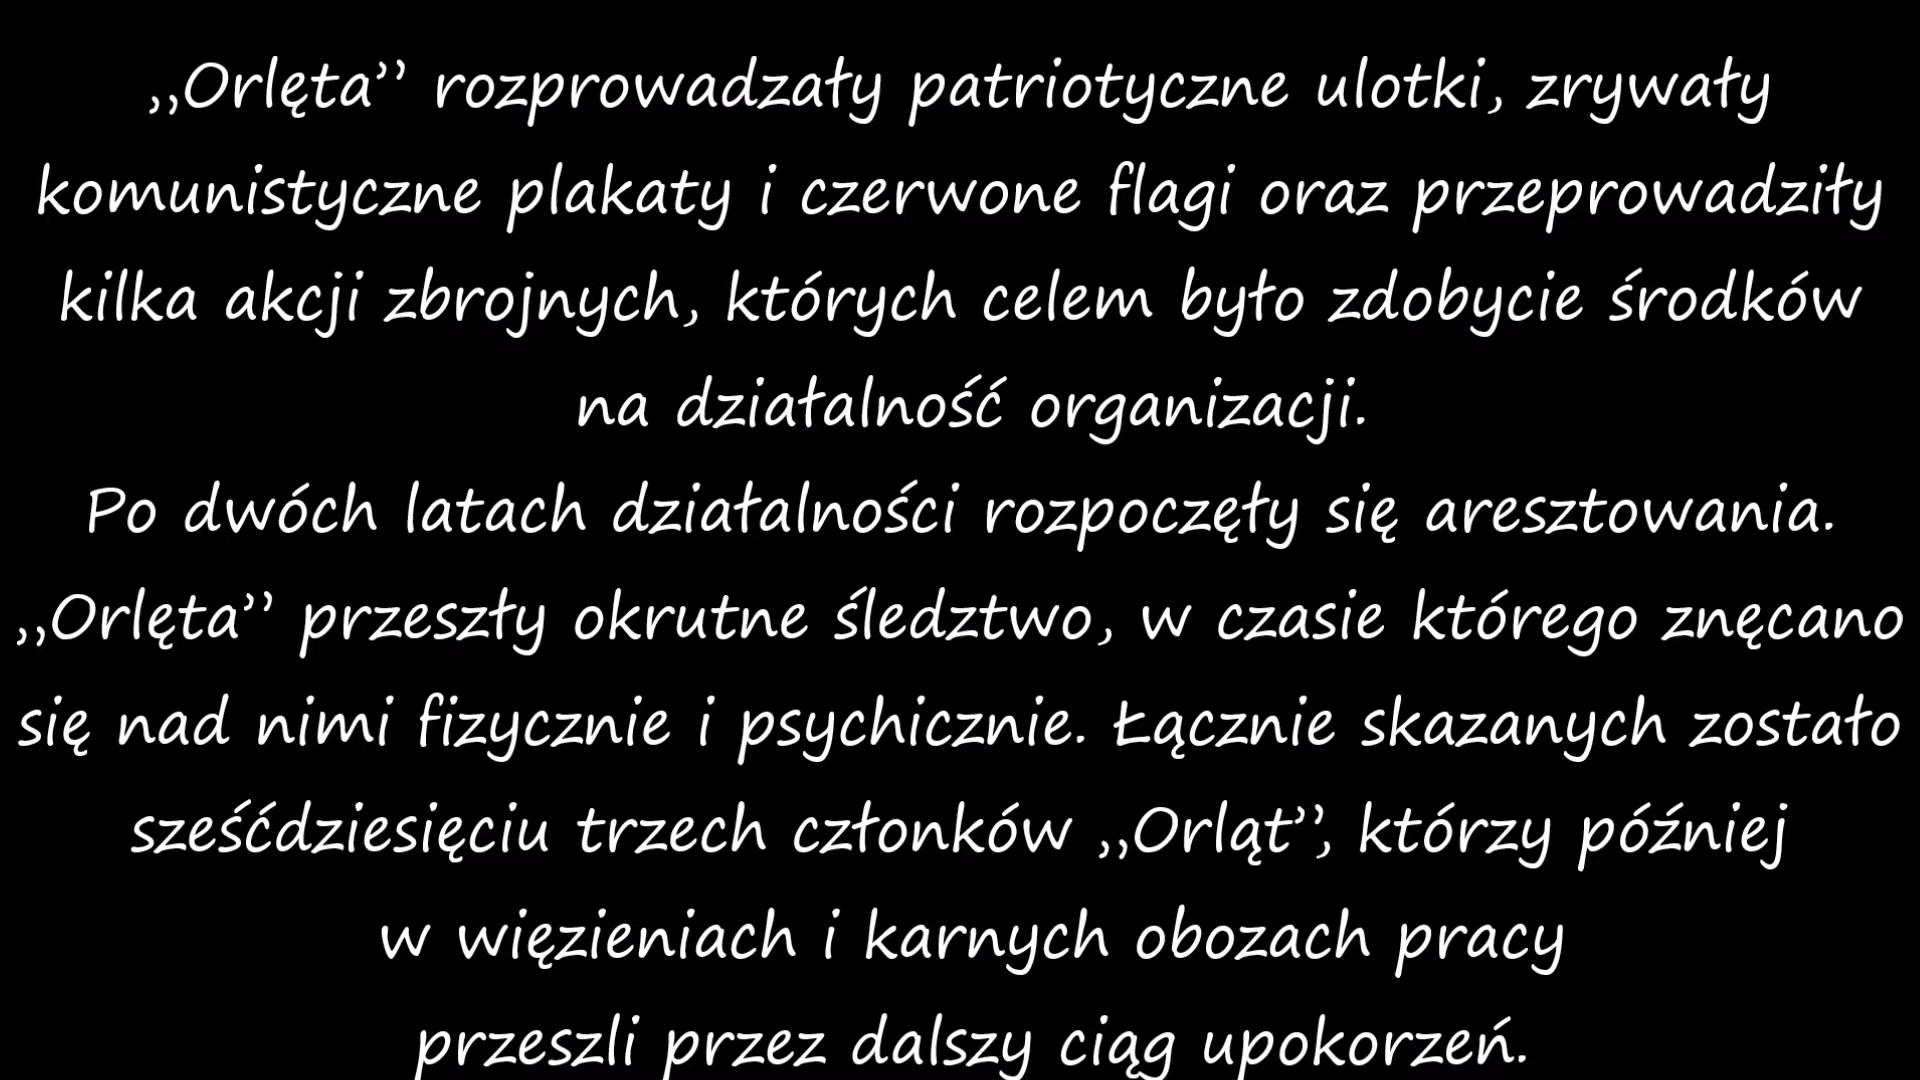 ,,Orlęta’’ rozprowadzały patriotyczne ulotki, zrywały
komunistyczne plakaty i czerwone flagi oraz przeprowadziły
kilka akcji zbrojnych, których celem było zdobycie środków
na działalność organizacji.
Po dwóch latach działalności rozpoczęły się aresztowania.
,,Orlęta’’ przeszły okrutne śledztwo, w czasie którego znęcano
się nad nimi fizycznie i psychicznie. Łącznie skazanych zostało
sześćdziesięciu trzech członków ,,Orląt’’, którzy później
w więzieniach i karnych obozach pracy
przeszli przez dalszy ciąg upokorzeń.